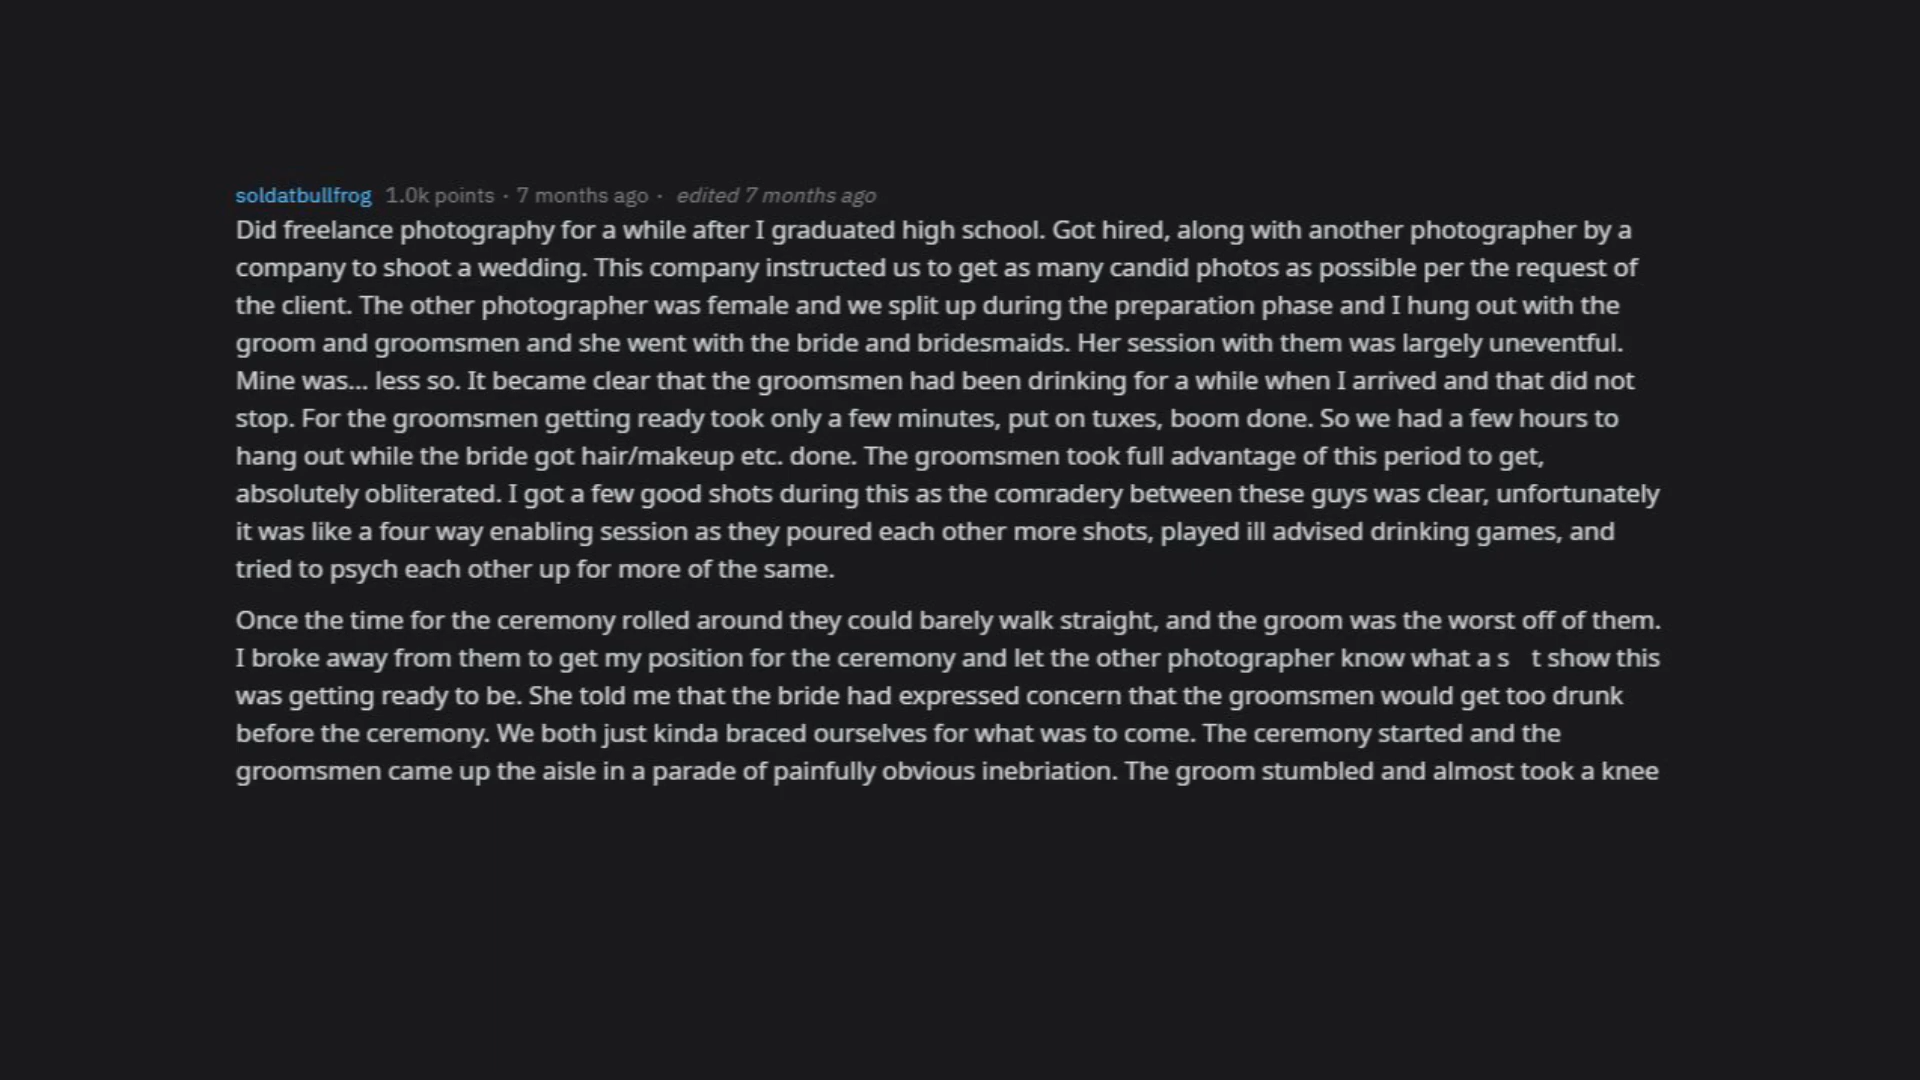 soldatbullfrog 1.0k points · 7 months ago · edited 7 months ago
Did freelance photography for a while after I graduated high school. Got hired, along with another photographer by a
company to shoot a wedding. This company instructed us to get as many candid photos as possible per the request of
the client. The other photographer was female and we split up during the preparation phase and I hung out with the
groom and groomsmen and she went with the bride and bridesmaids. Her session with them was largely uneventful.
Mine was... less so. It became clear that the groomsmen had been drinking for a while when I arrived and that did not
stop. For the groomsmen getting ready took only a few minutes, put on tuxes, boom done. So we had a few hours to
hang out while the bride got hair/makeup etc. done. The groomsmen took full advantage of this period to get,
absolutely obliterated. I got a few good shots during this as the comradery between these guys was clear, unfortunately
it was like a four way enabling session as they poured each other more shots, played ill advised drinking games, and
tried to psych each other up for more of the same.
Once the time for the ceremony rolled around they could barely walk straight, and the groom was the worst off of them.
I broke away from them to get my position for the ceremony and let the other photographer know what a s t show this
was getting ready to be. She told me that the bride had expressed concern that the groomsmen would get too drunk
before the ceremony. We both just kinda braced ourselves for what was to come. The ceremony started and the
groomsmen came up the aisle in a parade of painfully obvious inebriation. The groom stumbled and almost took a knee